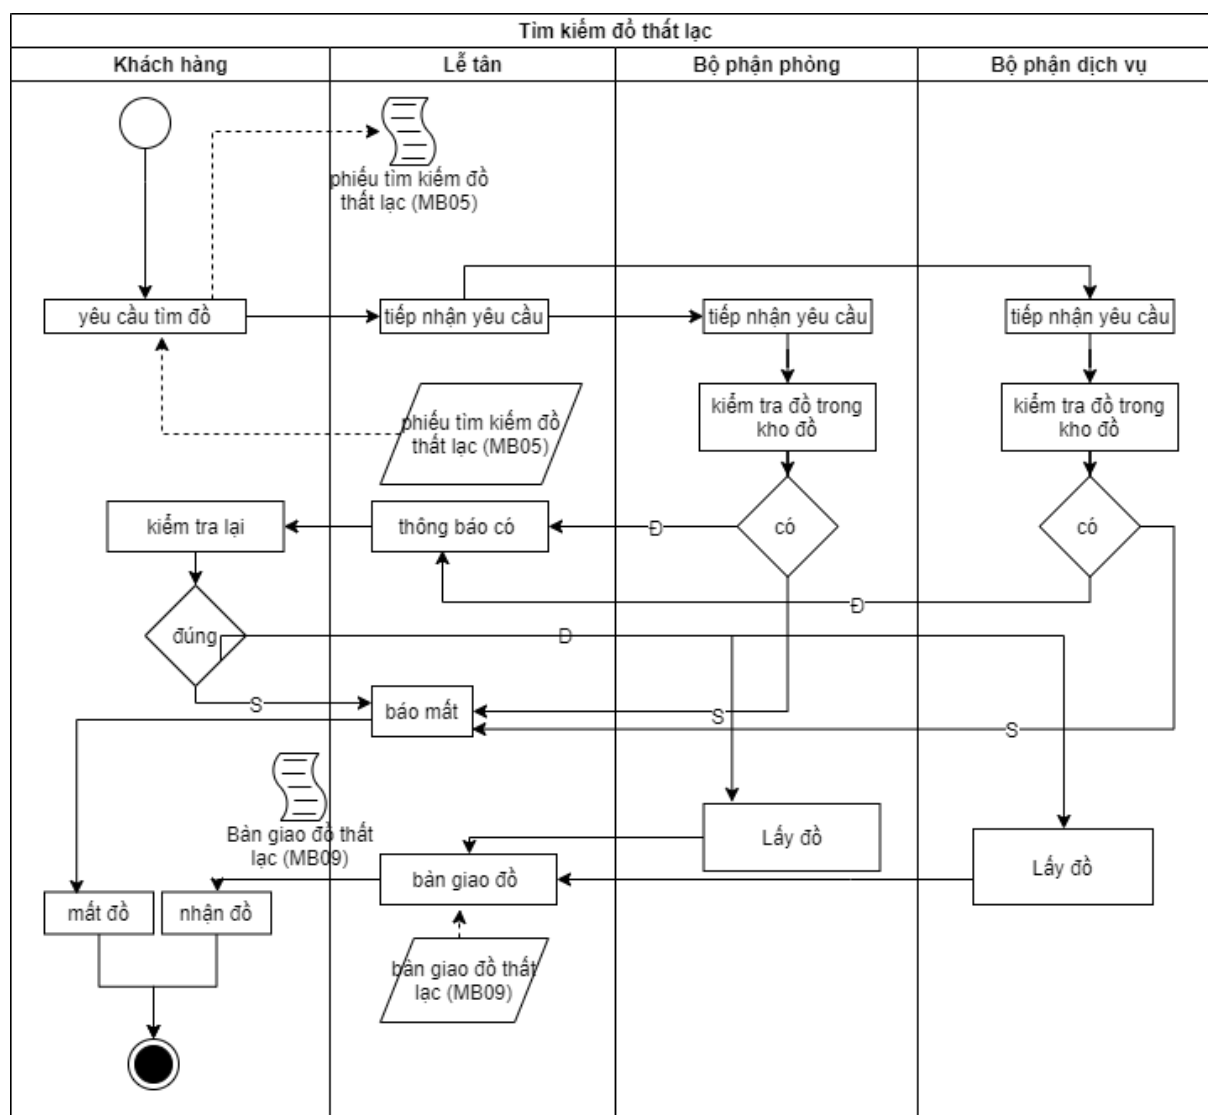 Tìm kiếm đồ thất lạc
Khách hàng
Lễ tân
Bộ phận phòng
Bộ phận dịch vụ
phiếu tìm kiếm đồ
thất lạc (MB05)
yêu cầu tìm đồ
tiếp nhận yêu cầu
tiếp nhận yêu cầu
tiếp nhận yêu cầu
phiếu tìm kiếm đồ
thất lạc (MB05)
kiểm tra đồ trong
kho đồ
kiểm tra đồ trong
kho đồ
kiểm tra lại
thông báo có
Đ
có
có
Đ
đúng
Đ
S
báo mất
S
S
Bàn giao đồ thất
lạc (MB09)
Lấy đồ
Lấy đồ
bàn giao đồ
mất đồ
nhận đồ
bàn giao đồ thất
lạc (MB09)